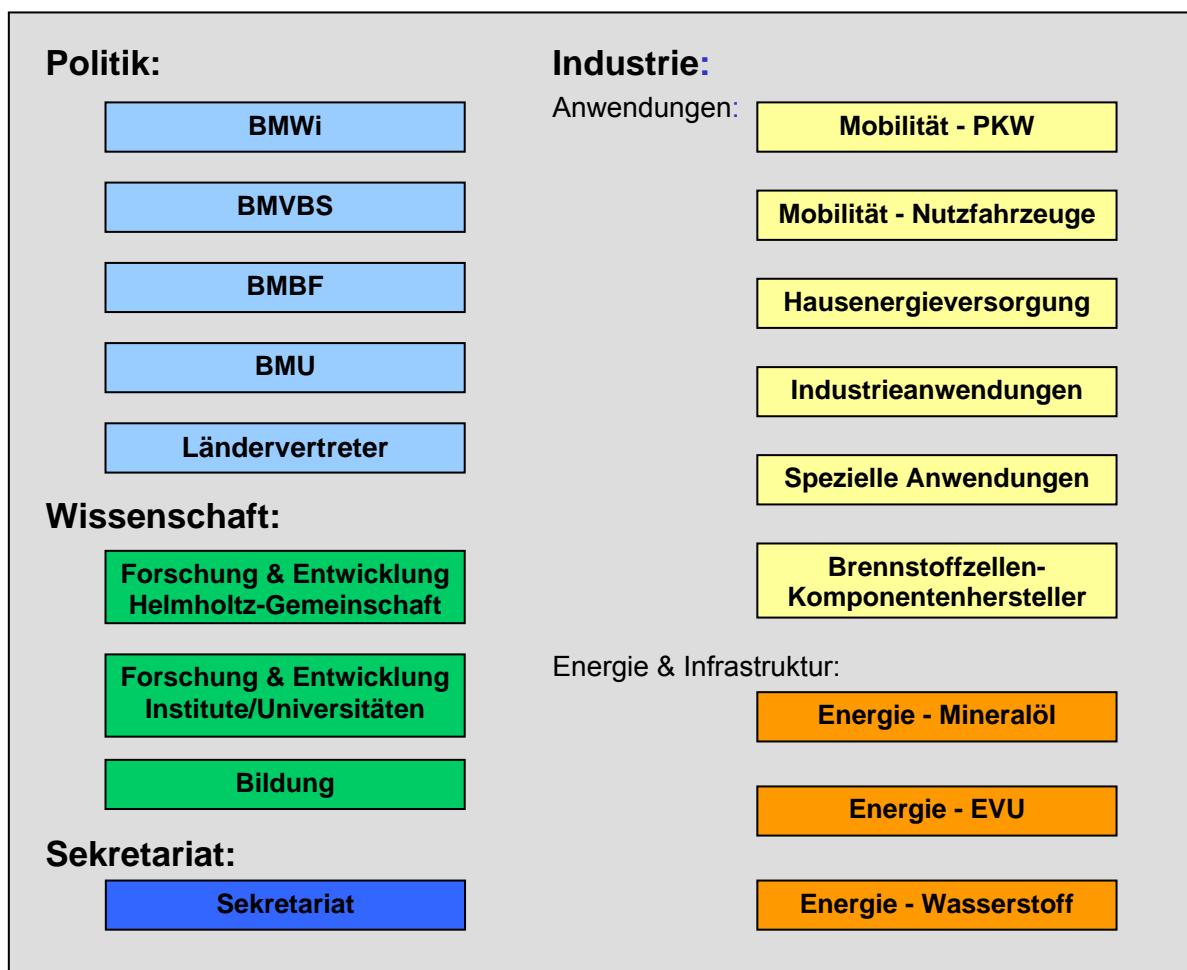 Politik:
BMWi
BMVBS
BMBF
BMU
Ländervertreter
Wissenschaft:
Forschung & Entwicklung
Helmholtz-Gemeinschaft
Forschung & Entwicklung
Institute/Universitäten
Bildung
Sekretariat:
Sekretariat
Industrie:
Anwendungen:
Mobilität - PKW
Mobilität - Nutzfahrzeuge
Hausenergieversorgung
Industrieanwendungen
Spezielle Anwendungen
Brennstoffzellen-
Komponentenhersteller
Energie & Infrastruktur:
Energie - Mineralöl
Energie - EVU
Energie - Wasserstoff